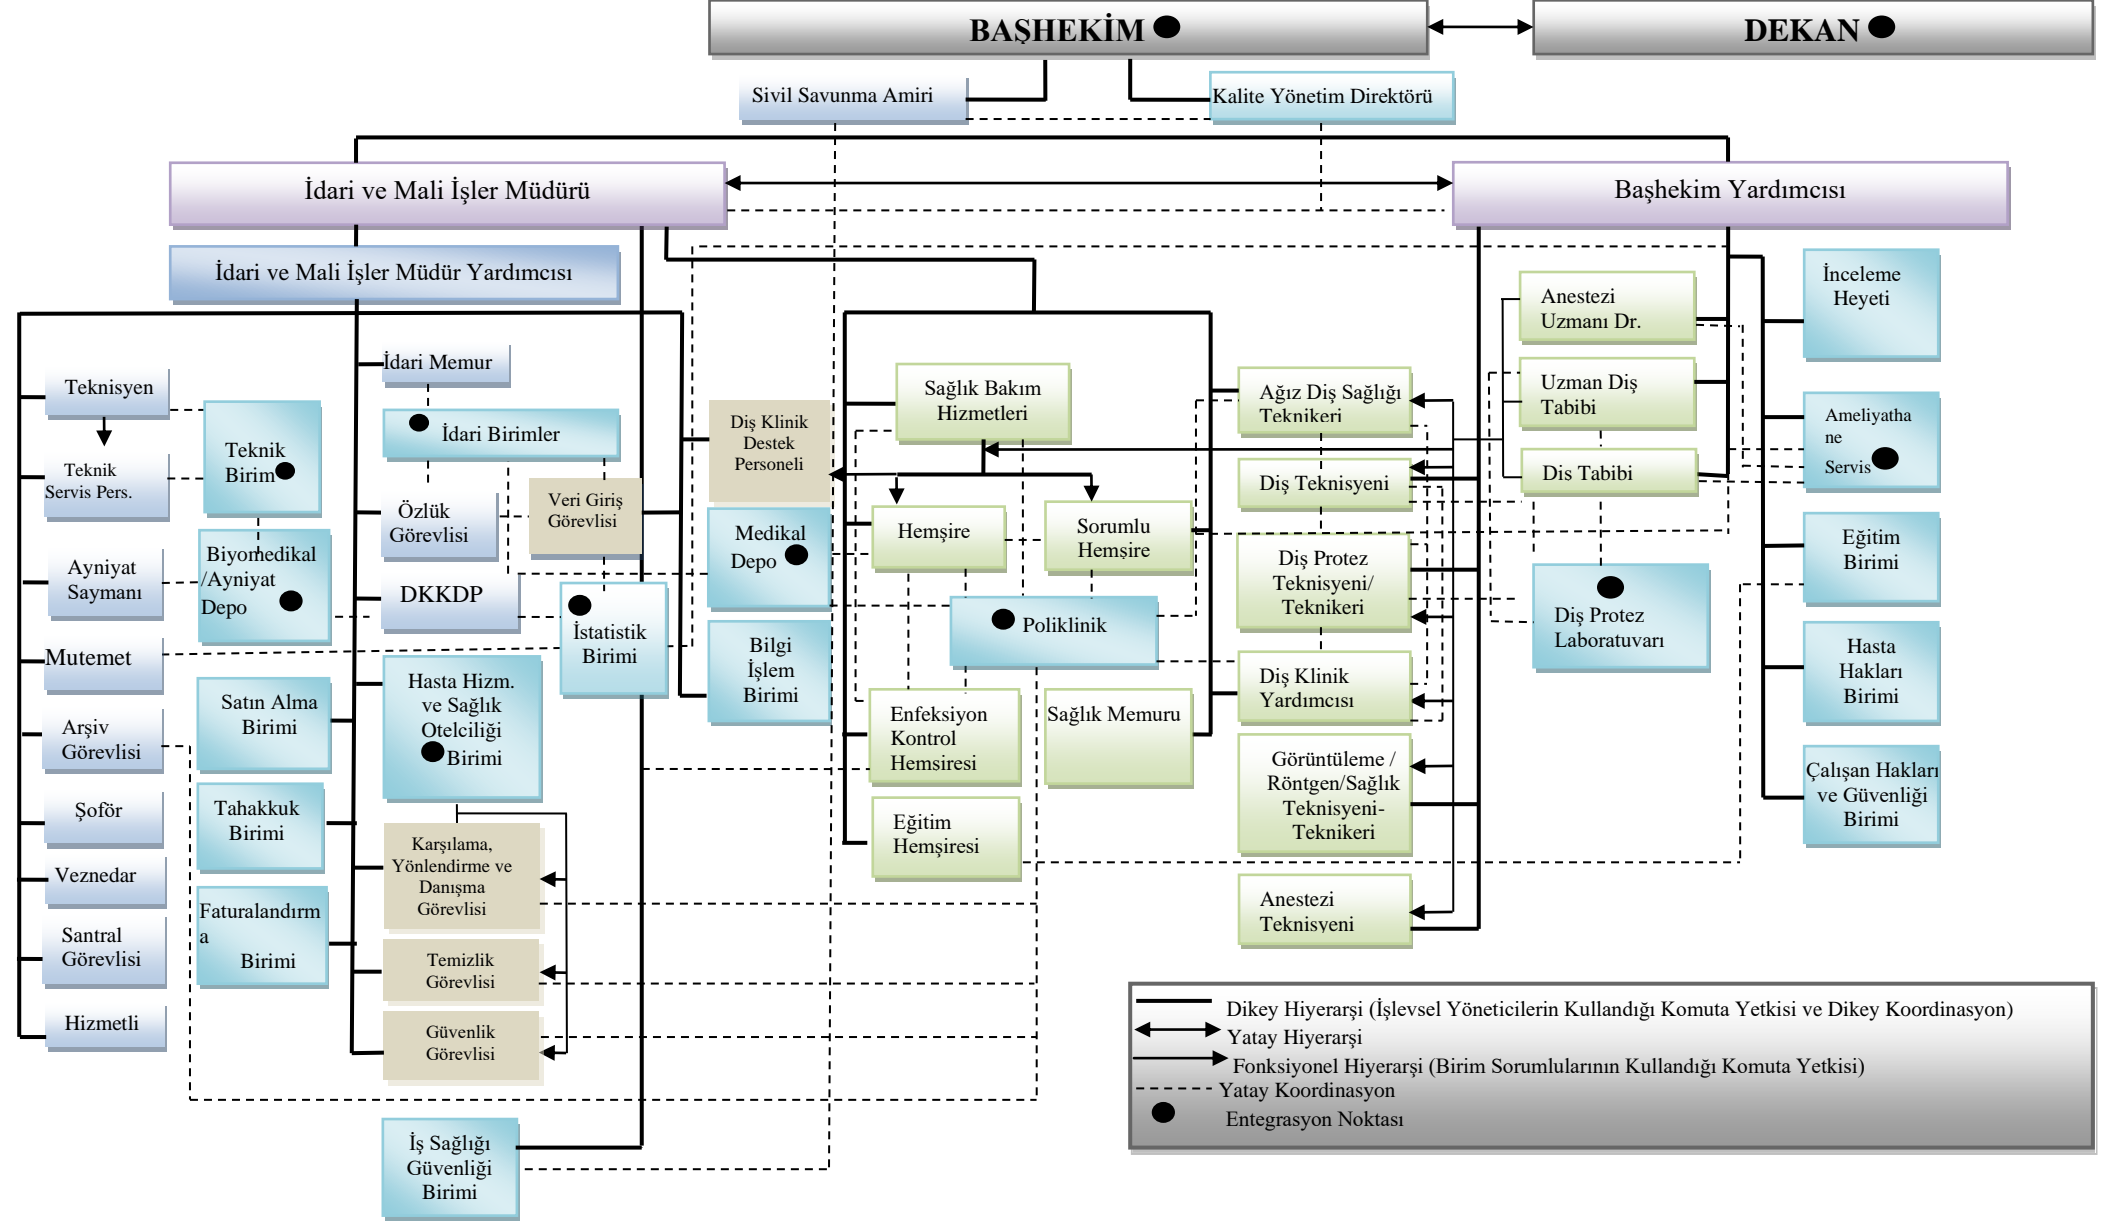 BAŞHEKİM
DEKAN
Sivil Savunma Amiri
Kalite Yönetim Direktörü
İdari ve Mali İşler Müdürü
Başhekim Yardımcısı
İdari ve Mali İşler Müdür Yardımcısı
Teknisyen
Teknik
Servis Pers.
Ayniyat
Saymanı
Mutemet
Arşiv
Görevlisi
Şoför
Veznedar
Santral
Görevlisi
Hizmetli
Teknik
Birim
Biyomedikal
/Ayniyat
Depo
Satın Alma
Birimi
Tahakkuk
Birimi
Faturalandırm
a
Birimi
İdari Memur
İdari Birimler
Özlük
Görevlisi
Veri Giriş
Görevlisi
DKKDP
İstatistik
Birimi
Hasta Hizm.
ve Sağlık
Otelciliği
Birimi
Karşılama,
Yönlendirme ve
Danışma
Görevlisi
Temizlik
Görevlisi
Güvenlik
Görevlisi
İş Sağlığı
Güvenliği
Birimi
Diş Klinik
Destek
Personeli
Medikal
Depo
Bilgi
İşlem
Birimi
Sağlık Bakım
Hizmetleri
Hemşire
Sorumlu
Hemşire
Poliklinik
Enfeksiyon
Kontrol
Hemsiresi
Sağlık Memuru
Eğitim
Hemşiresi
Ağız Diş Sağlığı
Teknikeri
Diş Teknisyeni
Diş Protez
Teknisyeni/
Teknikeri
Diş Klinik
Yardımcısı
Görüntüleme /
Röntgen/Sağlık
Teknisyeni-
Teknikeri
Anestezi
Teknisyeni
Anestezi
Uzmanı Dr.
Uzman Diş
Tabibi
Dis Tabibi
Diş Protez
Laboratuvarı
İnceleme
Heyeti
Ameliyatha
ne
Servis
Eğitim
Birimi
Hasta
Hakları
Birimi
Çalışan Hakları
ve Güvenliği
Birimi
Dikey Hiyerarşi (İşlevsel Yöneticilerin Kullandığı Komuta Yetkisi ve Dikey Koordinasyon)
Yatay Hiyerarşi
Fonksiyonel Hiyerarşi (Birim Sorumlularının Kullandığı Komuta Yetkisi)
Yatay Koordinasyon
Entegrasyon Noktası